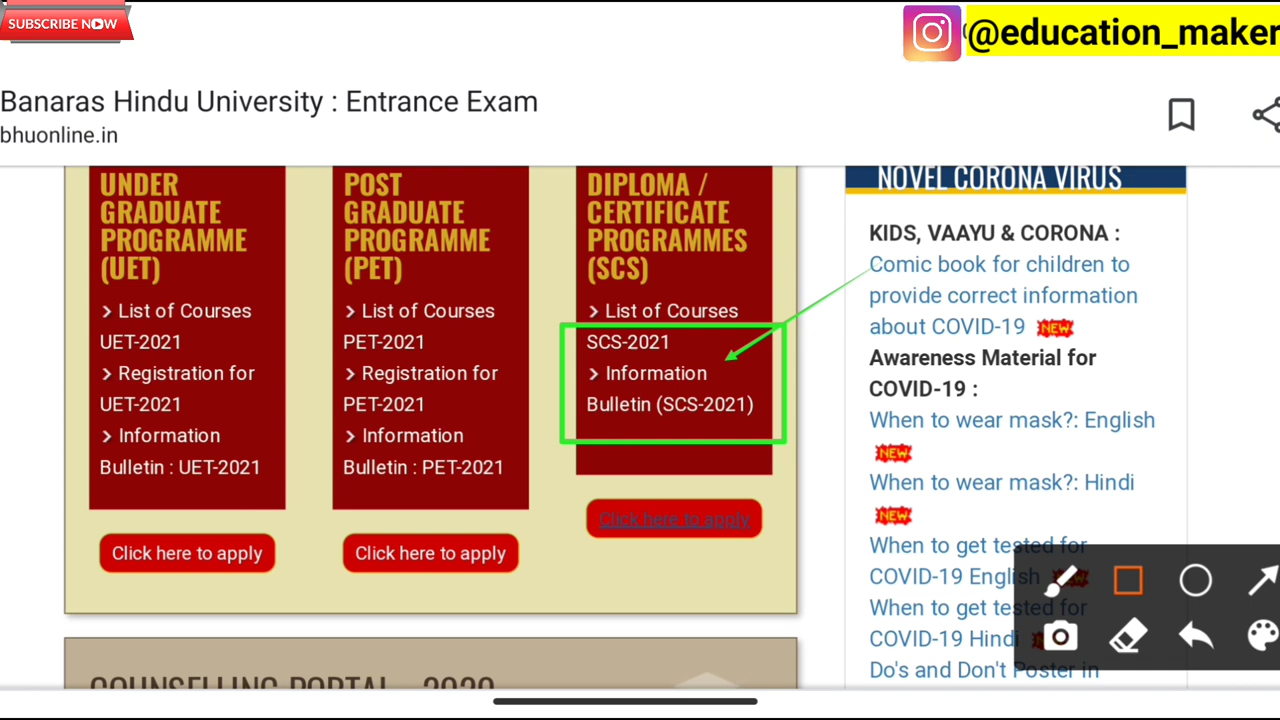 SUBSCRIBE NOW
@education_maker
Banaras Hindu University : Entrance Exam
bhuonline.in
UNDER
GRADUATE
PROGRAMME
(UET)
List of Courses
UET-2021
Registration for
UET-2021
Information
Bulletin : UET-2021
Click here to apply
POST
GRADUATE
PROGRAMME
(PET)
List of Courses
PET-2021
Registration for
PET-2021
Information
Bulletin : PET-2021
Click here to apply
DIPLOMA /
CERTIFICATE
PROGRAMMES
(SCS)
List of Courses
SCS-2021
Information
Bulletin (SCS-2021)
Click here to apply
NOVEL CORONA VIRUS
KIDS, VAAYU & CORONA :
Comic book for children to
provide correct information
about COVID-19 NEW
Awareness Material for
COVID-19 :
When to wear mask?: English
NEW
When to wear mask?: Hindi
NEW
When to get tested for
COVID-19 English
When to get tested for
COVID-19 Hindi
Do's and Don't Poster in
COUNSELLING PORTAL - 2020